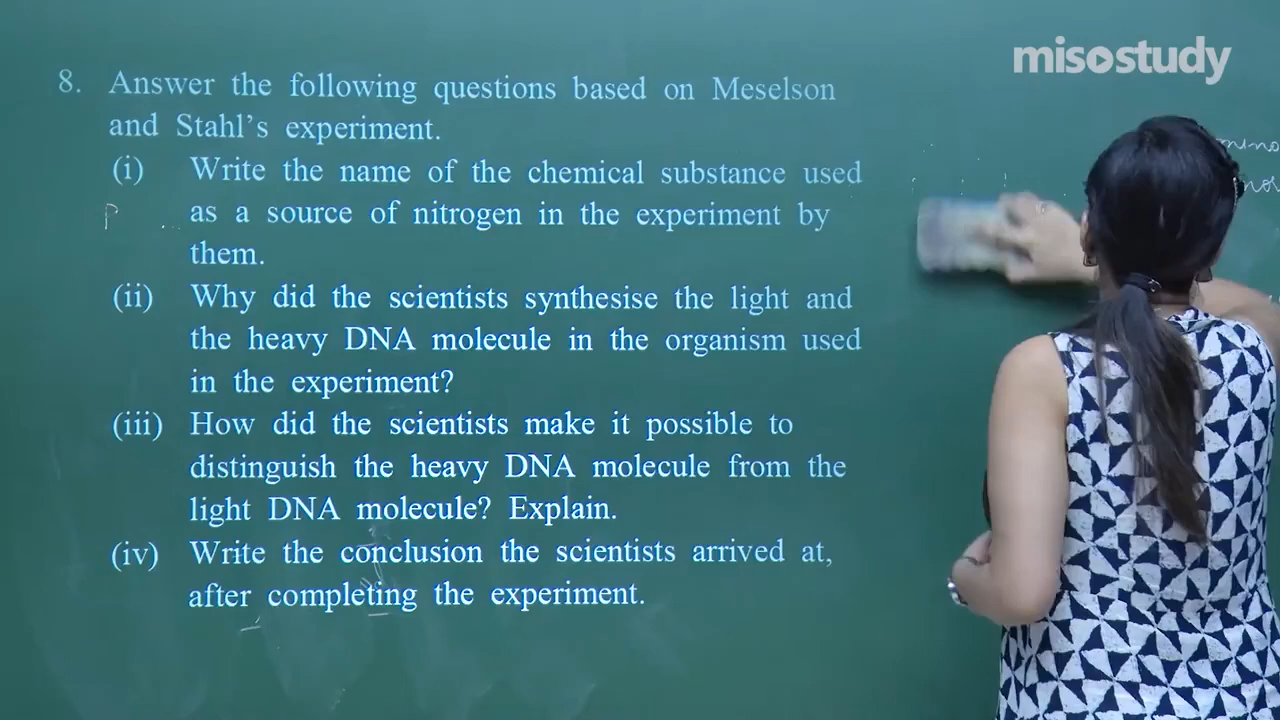 misostudy
8. Answer the following questions based on Meselson
and Stahl's experiment.
(i) Write the name of the chemical substance used
as a source of nitrogen in the experiment by
them.
(ii) Why did the scientists synthesise the light and
the heavy DNA molecule in the organism used
in the experiment?
(iii) How did the scientists make it possible to
distinguish the heavy DNA molecule from the
light DNA molecule? Explain.
(iv) Write the conclusion the scientists arrived at,
after completing the experiment.